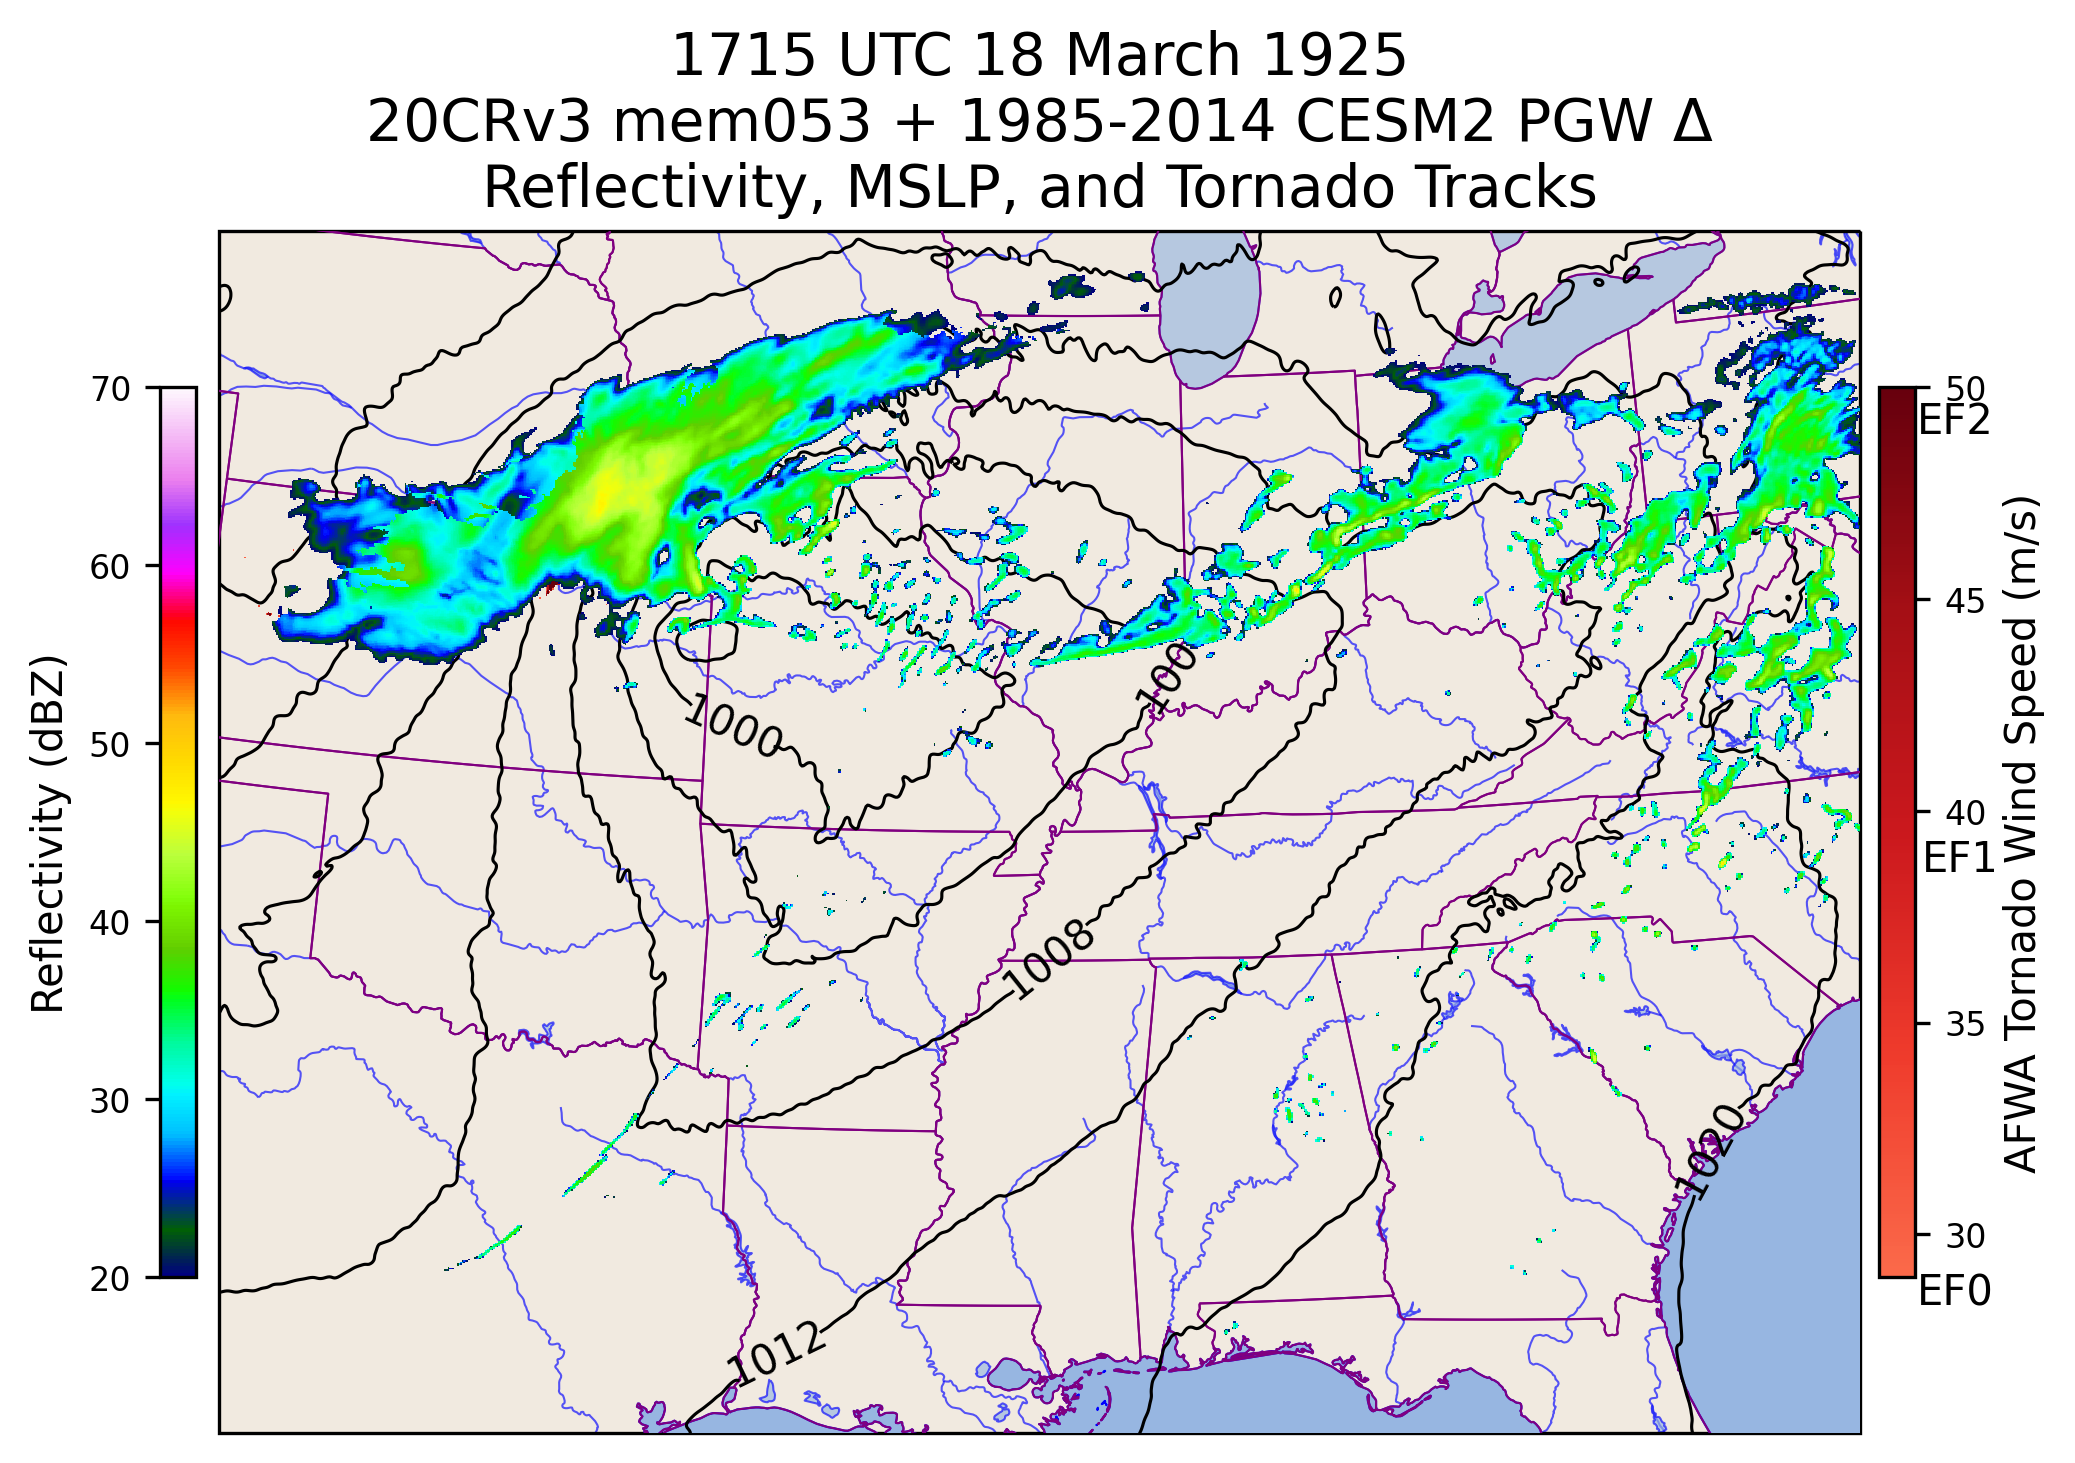 1715 UTC 18 March 1925
20CRv3 mem053 + 1985-2014 CESM2 PGW Δ
Reflectivity, MSLP, and Tornado Tracks
Reflectivity (dBZ)
70
60
50
40
30
20
1000
100
1008
1012
1020
50
EF2
45
40
EF1
35
30
EF0
AFWA Tornado Wind Speed (m/s)